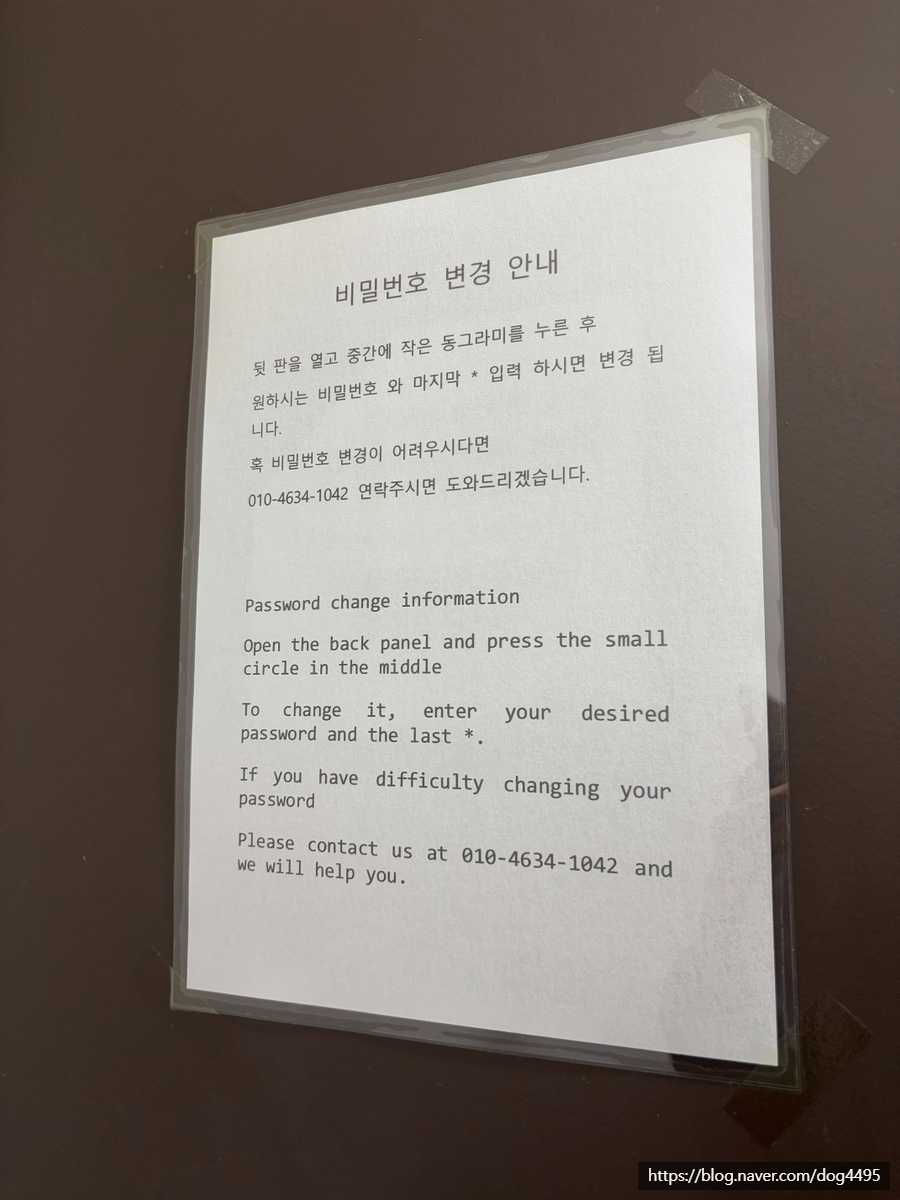 비밀번호 변경 안내
뒷 판을 열고 중간에 작은 동그라미를 누른 후
원하시는 비밀번호 와 마지막 * 입력 하시면 변경 됩
니다.
혹 비밀번호 변경이 어려우시다면
010-4634-1042 연락주시면 도와드리겠습니다.
Password change information
Open the back panel and press the small
circle in the middle
To change it, enter your desired
password and the last *.
If you have difficulty changing your
password
Please contact us at 010-4634-1042 and
we will help you.
https://blog.naver.com/dog4495